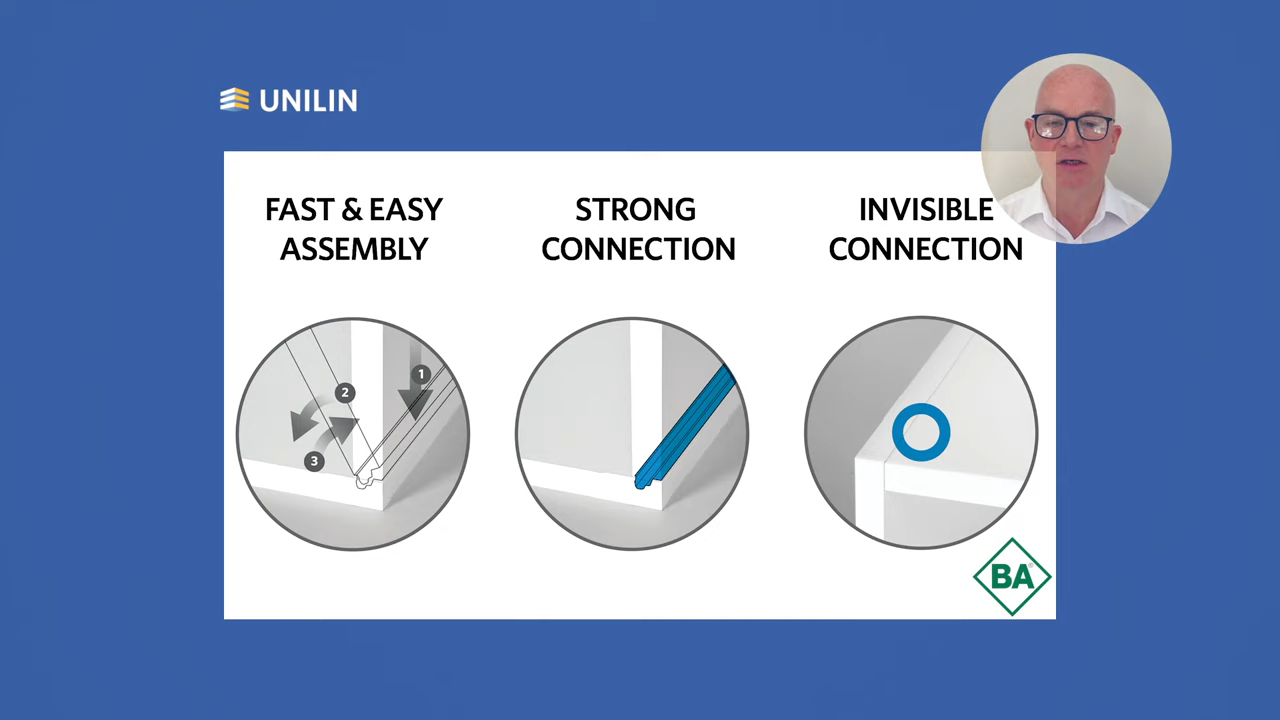 UNILIN
FAST & EASY
ASSEMBLY
STRONG
CONNECTION
INVISIBLE
CONNECTION
1
2
3
BA®